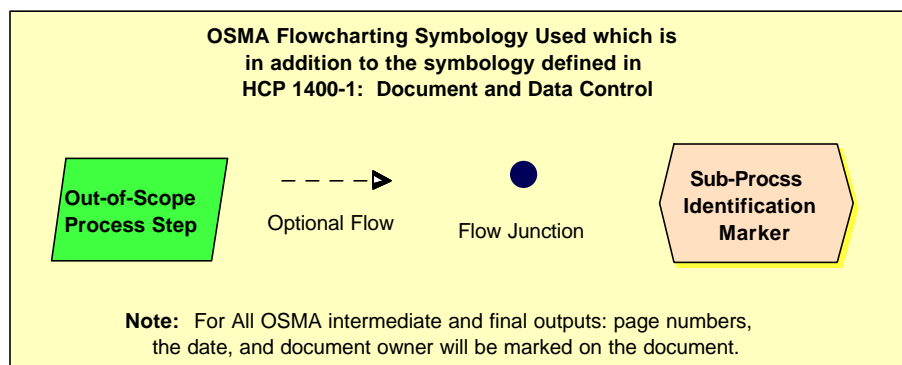 OSMA Flowcharting Symbology Used which is
in addition to the symbology defined in
HCP 1400-1: Document and Data Control
Out-of-Scope
Process Step
Optional Flow
Flow Junction
Sub-Procss
Identification
Marker
Note: For All OSMA intermediate and final outputs: page numbers,
the date, and document owner will be marked on the document.